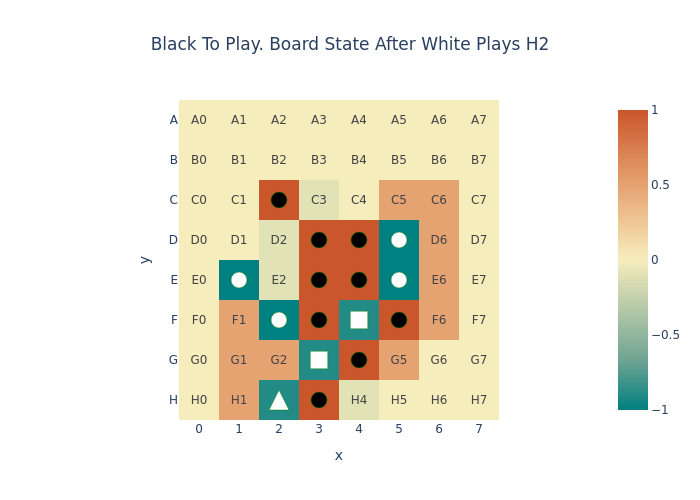 Black To Play. Board State After White Plays H2
A A0 A1 A2 A3 A4 A5 A6 A7
B B0 B1 B2 B3 B4 B5 B6 B7
C C0 C1 C3 C4 C5 C6 C7
D D0 D1 D2 D6 D7
E E0 E2 E6 E7
F F0 F1 F6 F7
G G0 G1 G2 G5 G6 G7
H H0 H1 H4 H5 H6 H7
0 1 2 3 4 5 6 7
x
y
1
0.5
0
−0.5
−1